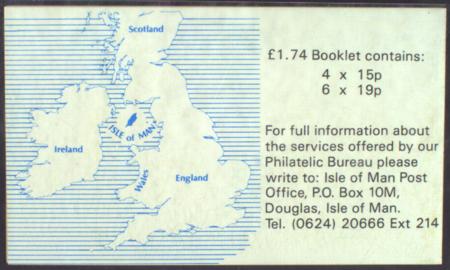 Scotland
ISLE of MAN
Ireland
Wales
England
£1.74 Booklet contains:
4 x 15p
6 x 19p
For full information about
the services offered by our
Philatelic Bureau please
write to: Isle of Man Post
Office, P.O. Box 10M,
Douglas, Isle of Man.
Tel. (0624) 20666 Ext 214